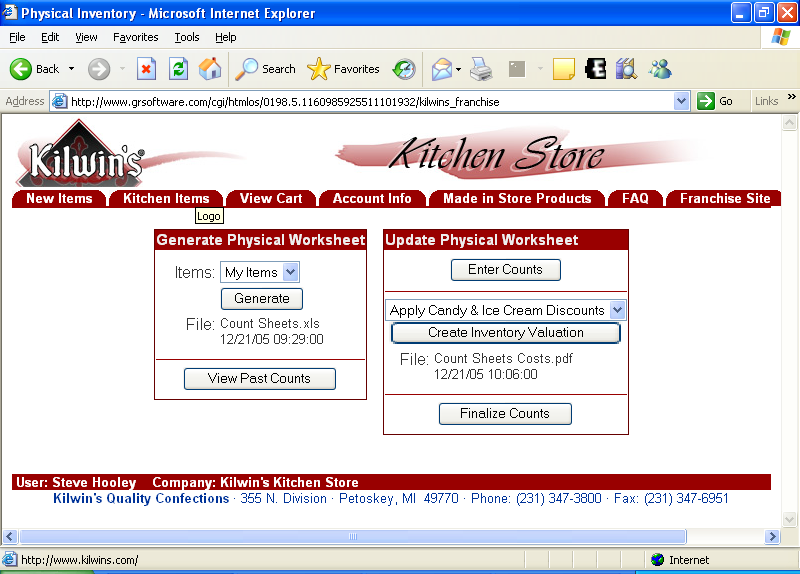 Physical Inventory - Microsoft Internet Explorer
File Edit View Favorites Tools Help
Back Search Favorites
Address http://www.grsoftware.com/cgi/htmlos/0198.5.1160985925511101932/kilwins_franchise Go Links »
Kilwin's® Kitchen Store
New Items Kitchen Items View Cart Account Info Made in Store Products FAQ Franchise Site
Logo
Generate Physical Worksheet
Items: My Items
Generate
File: Count Sheets.xls
12/21/05 09:29:00
View Past Counts
Update Physical Worksheet
Enter Counts
Apply Candy & Ice Cream Discounts
Create Inventory Valuation
File: Count Sheets Costs.pdf
12/21/05 10:06:00
Finalize Counts
User: Steve Hooley Company: Kilwin's Kitchen Store
Kilwin's Quality Confections · 355 N. Division · Petoskey, MI 49770 · Phone: (231) 347-3800 · Fax: (231) 347-6951
http://www.kilwins.com/ Internet